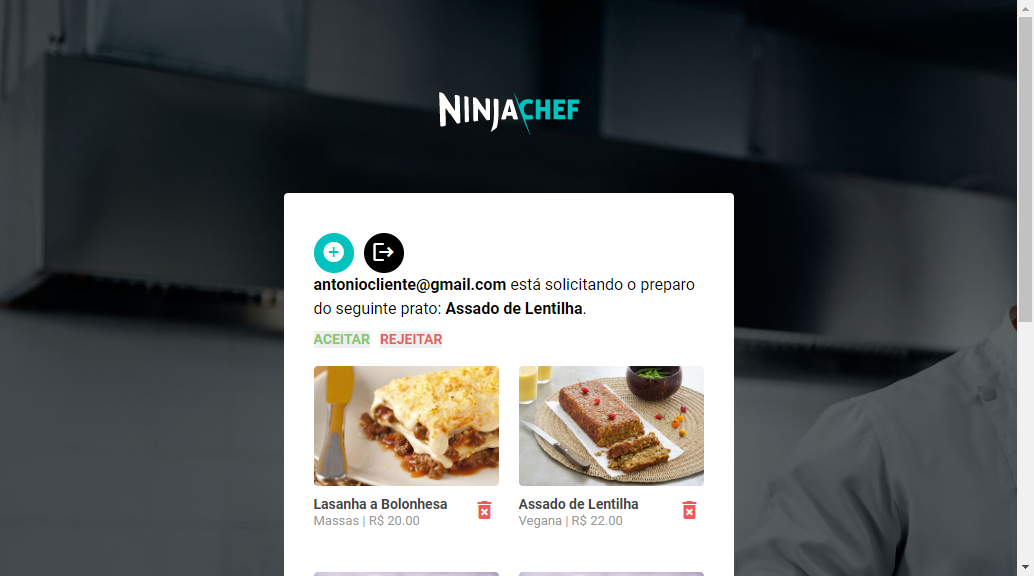 NINJACHEF
antoniocliente@gmail.com está solicitando o preparo
do seguinte prato: Assado de Lentilha.
ACEITAR REJEITAR
Lasanha a Bolonhesa
Massas | R$ 20.00
Assado de Lentilha
Vegana | R$ 22.00